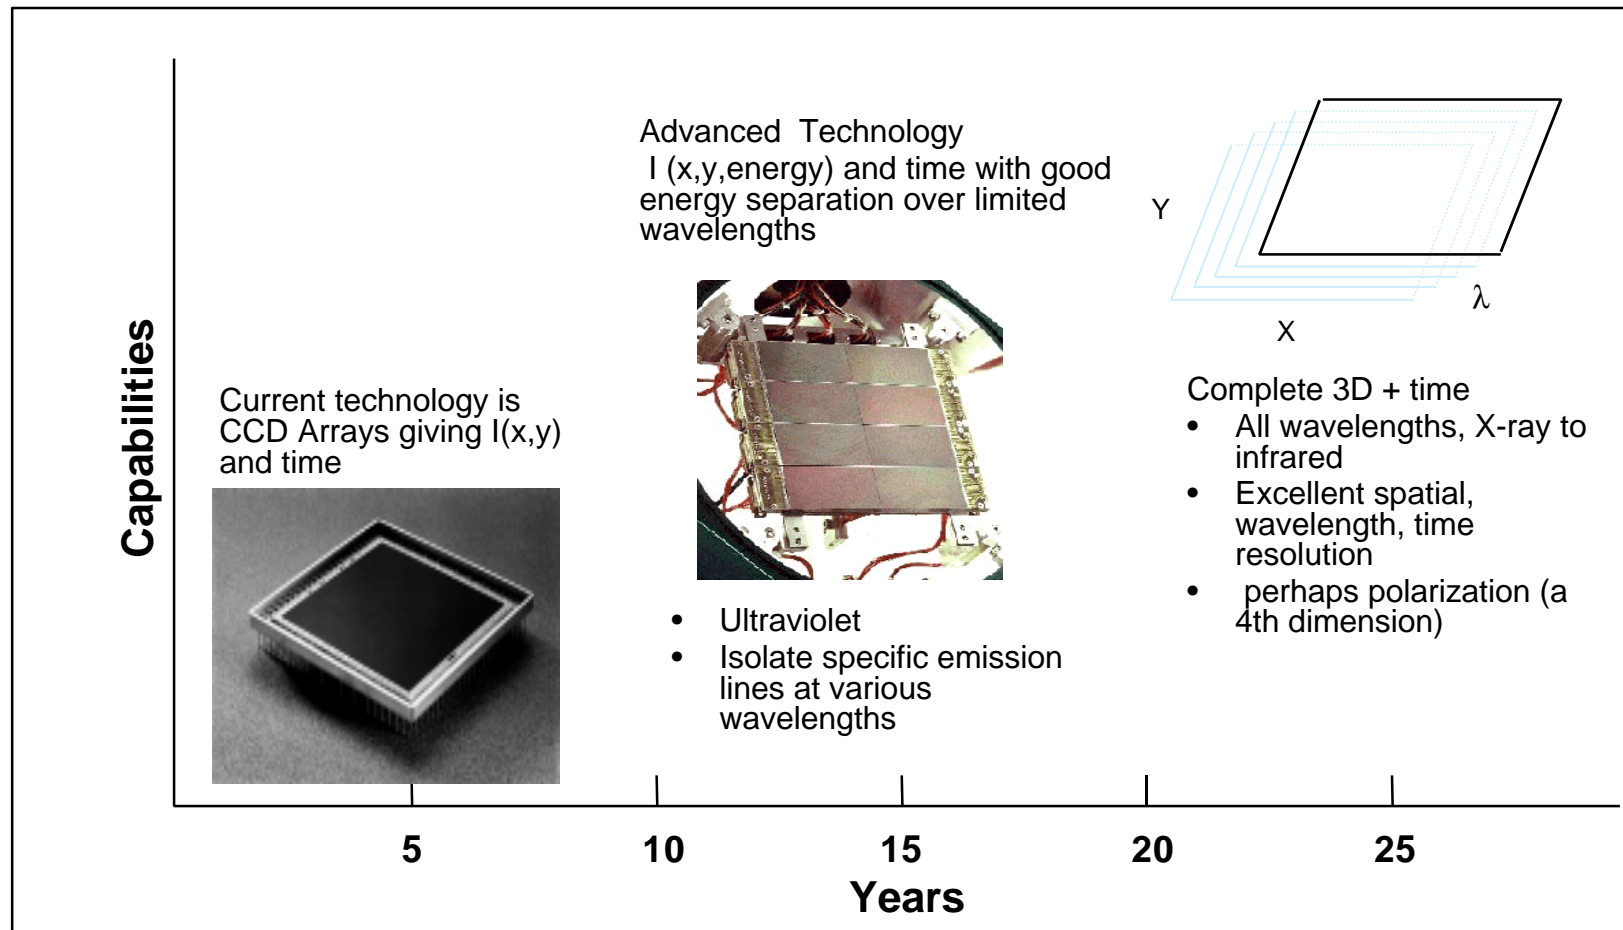 Capabilities
Current technology is
CCD Arrays giving I(x,y)
and time
Advanced Technology
I (x,y,energy) and time with good
energy separation over limited
wavelengths
• Ultraviolet
• Isolate specific emission
lines at various
wavelengths
Y
λ
X
Complete 3D + time
• All wavelengths, X-ray to
infrared
• Excellent spatial,
wavelength, time
resolution
• perhaps polarization (a
4th dimension)
5 10 15 20 25
Years